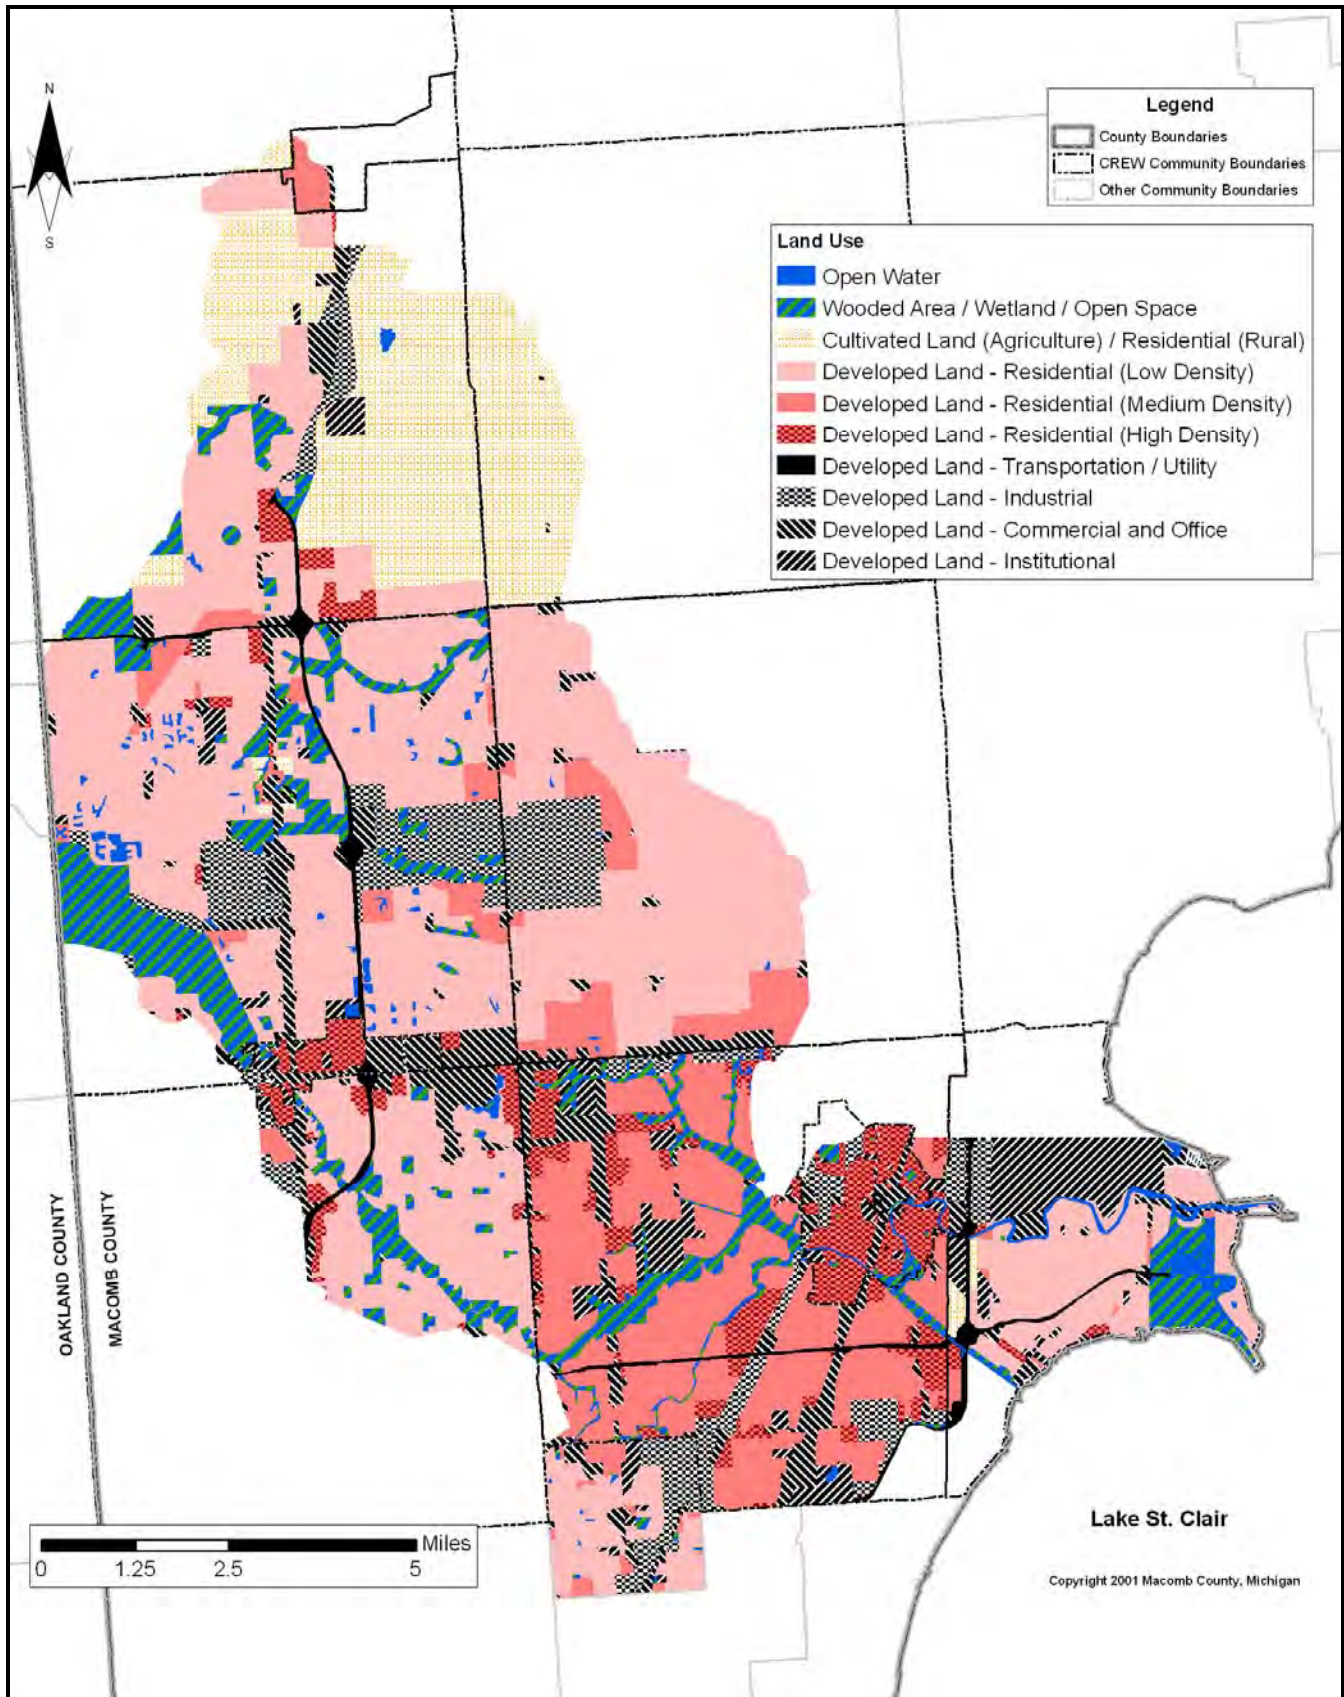 N
S
Legend
County Boundaries
CREW Community Boundaries
Other Community Boundaries
Land Use
Open Water
Wooded Area / Wetland / Open Space
Cultivated Land (Agriculture) / Residential (Rural)
Developed Land - Residential (Low Density)
Developed Land - Residential (Medium Density)
Developed Land - Residential (High Density)
Developed Land - Transportation / Utility
Developed Land - Industrial
Developed Land - Commercial and Office
Developed Land - Institutional
OAKLAND COUNTY
MACOMB COUNTY
Lake St. Clair
Miles
0 1.25 2.5 5
Copyright 2001 Macomb County, Michigan